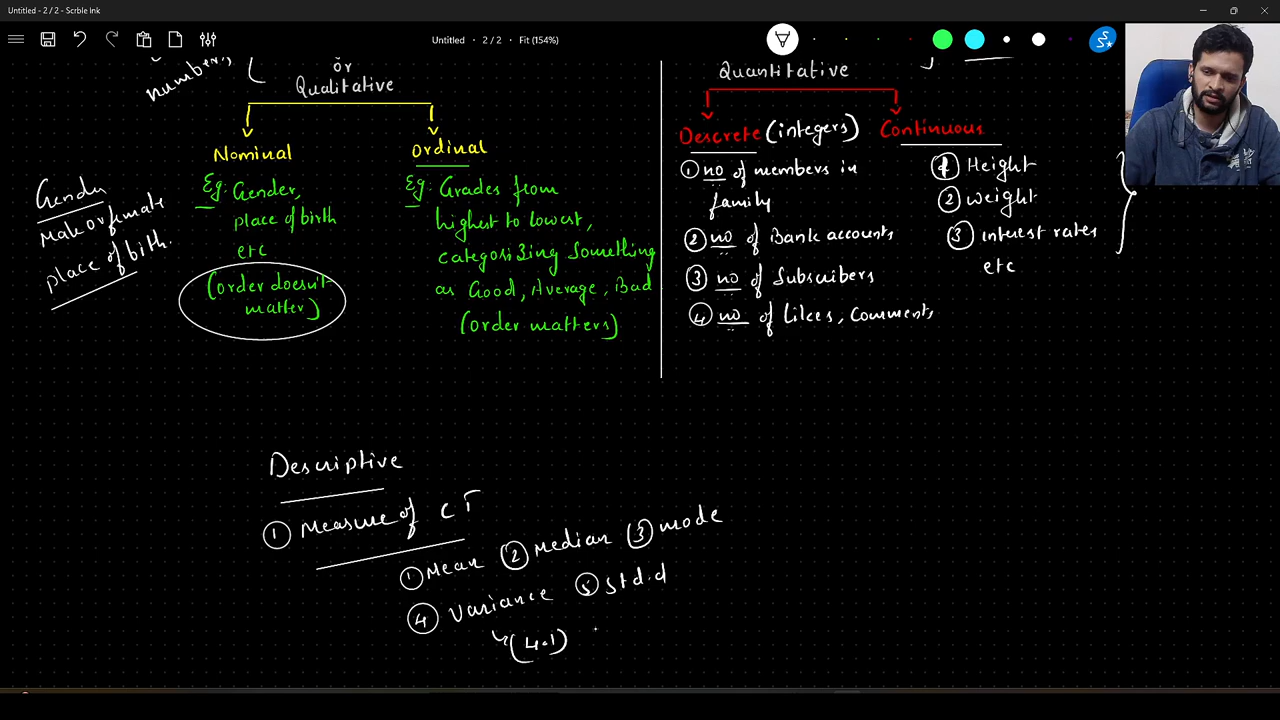 Untitled - 2 / 2 - Scrble Ink
Untitled • 2 / 2 • Fit (154%)
numbers,
or
Qualitative
Nominal
Ordinal
Eg: Gender,
place of birth
etc
(order doesn't
matter)
Eg: Grades from
highest to lowest,
categorizing something
as Good, Average, Bad
(order matters)
Gender
Male or female
place of birth.
Quantitative
Descrete (integers)
Continuous
① no of members in
family
② no of Bank accounts
③ no of Subscribers
④ no of Likes, Comments
① Height
② weight
③ interest rates
etc
Descriptive
① Measure of CT
① Mean ② Median ③ mode
④ Variance ⑤ std.d
(4.1)